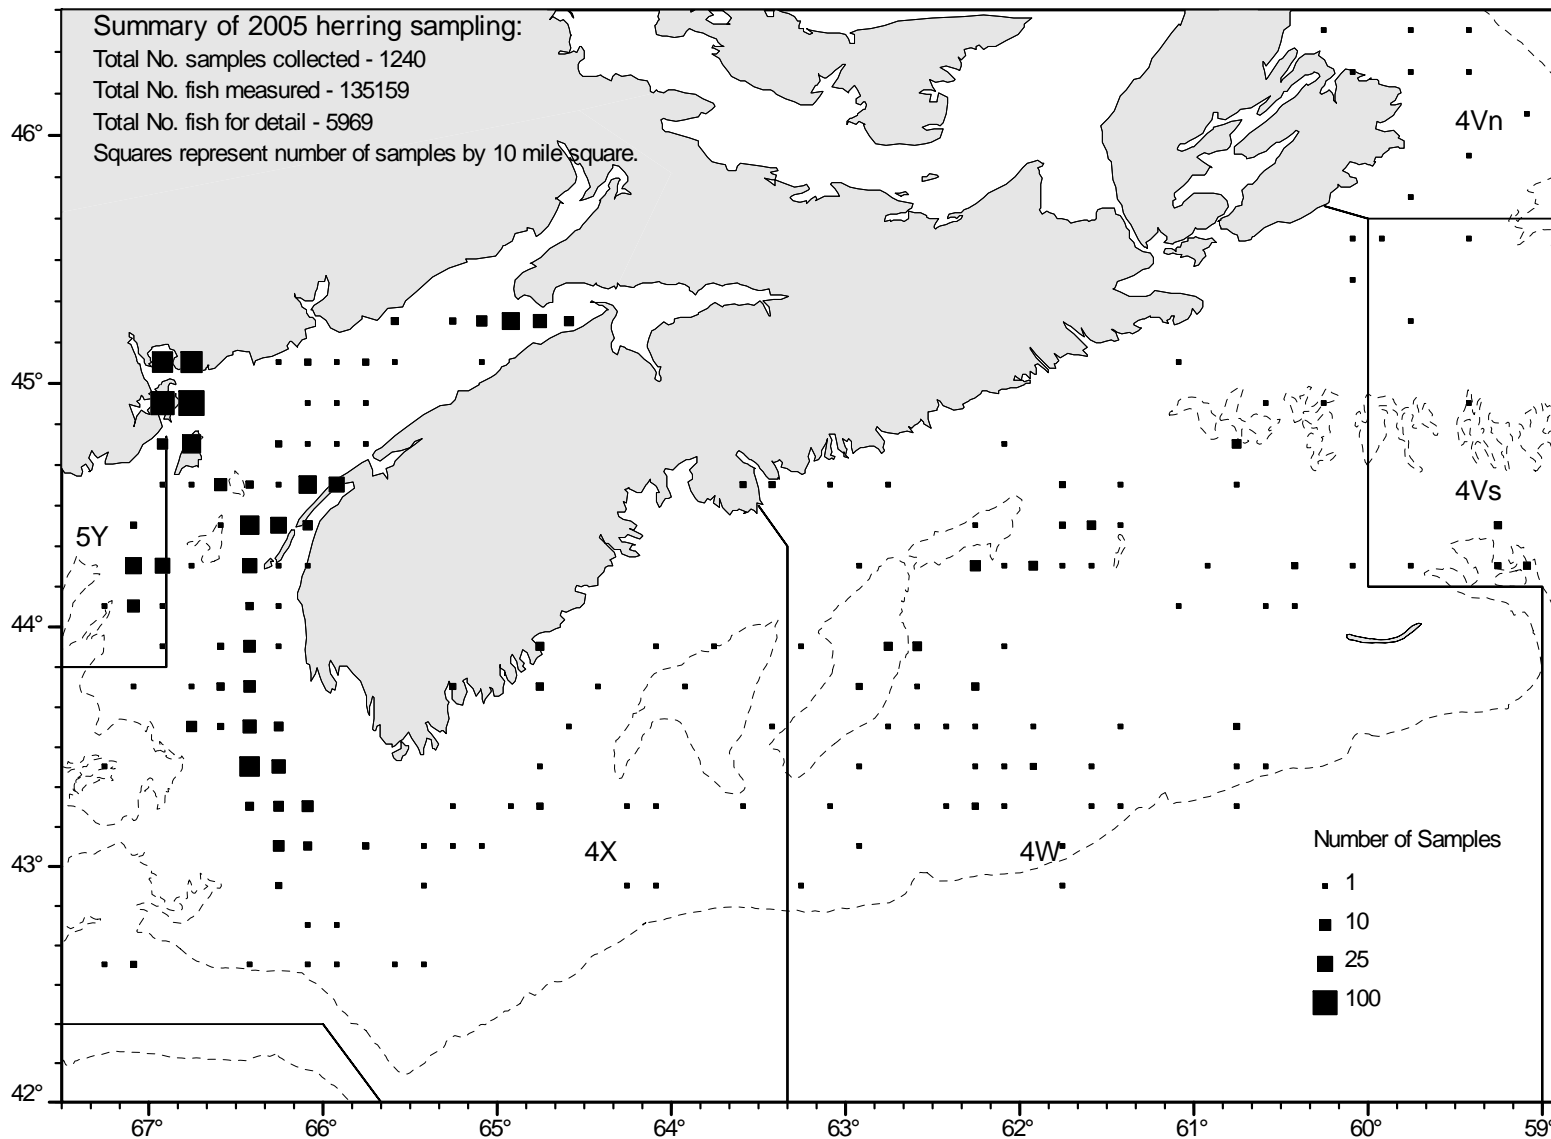 Summary of 2005 herring sampling:
Total No. samples collected - 1240
Total No. fish measured - 135159
Total No. fish for detail - 5969
Squares represent number of samples by 10 mile square.
4Vn
46°
45°
4Vs
5Y
44°
Number of Samples
4X
4W
43°
1
10
25
100
42°
67°
66°
65°
64°
63°
62°
61°
60°
59°